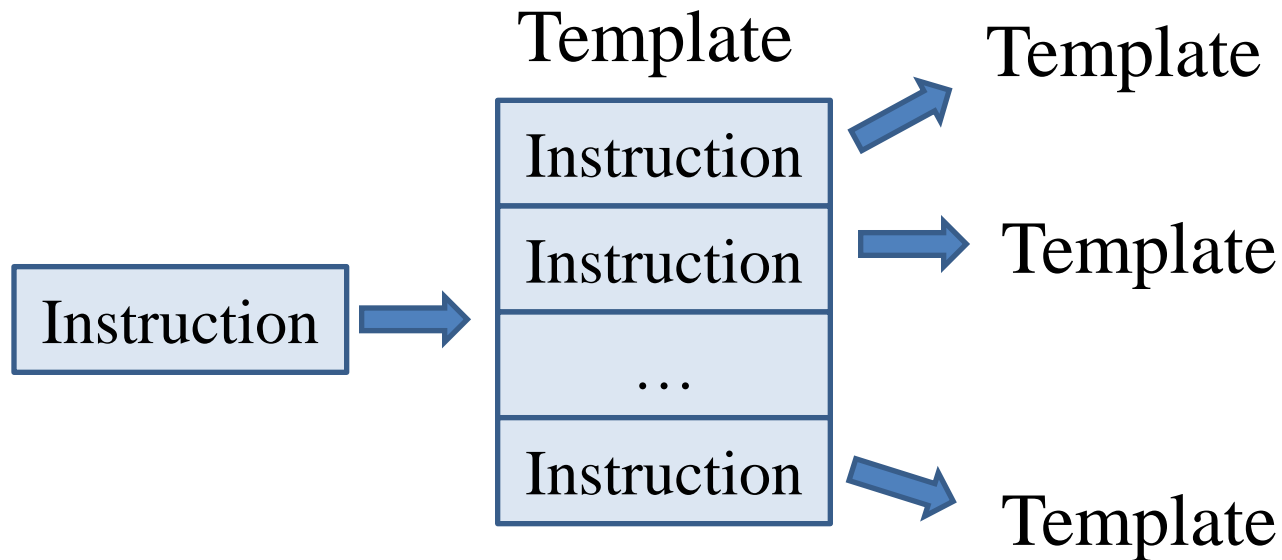 Template
Template
Instruction
Instruction
Template
Instruction
…
Instruction
Template